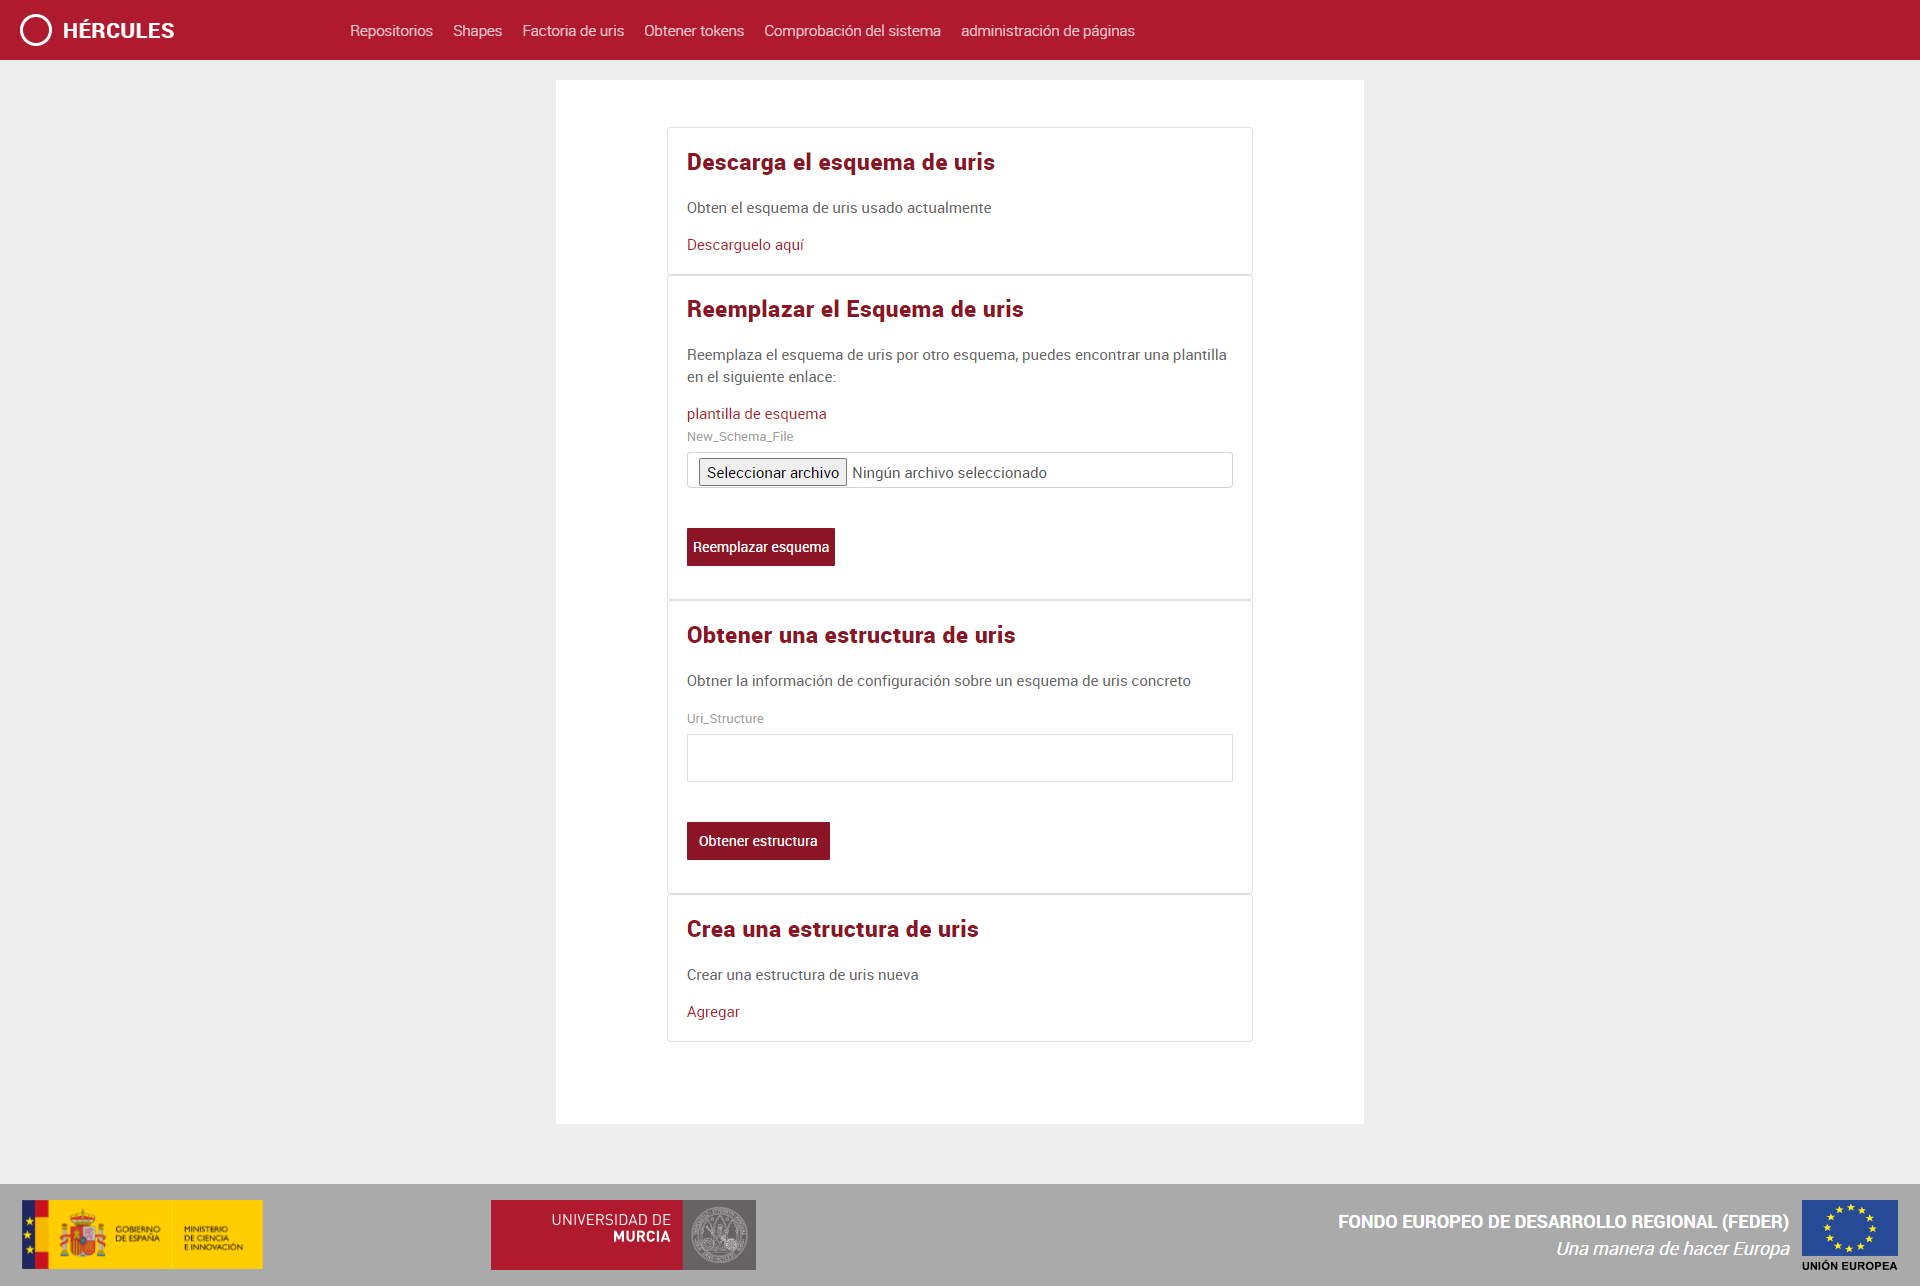 HÉRCULES
Repositorios Shapes Factoria de uris Obtener tokens Comprobación del sistema administración de páginas
Descarga el esquema de uris
Obten el esquema de uris usado actualmente
Descarguelo aquí
Reemplazar el Esquema de uris
Reemplaza el esquema de uris por otro esquema, puedes encontrar una plantilla
en el siguiente enlace:
plantilla de esquema
New_Schema_File
Seleccionar archivo Ningún archivo seleccionado
Reemplazar esquema
Obtener una estructura de uris
Obtner la información de configuración sobre un esquema de uris concreto
Uri_Structure
Obtener estructura
Crea una estructura de uris
Crear una estructura de uris nueva
Agregar
GOBIERNO
DE ESPAÑA
MINISTERIO
DE CIENCIA
E INNOVACIÓN
UNIVERSIDAD DE
MURCIA
FONDO EUROPEO DE DESARROLLO REGIONAL (FEDER)
Una manera de hacer Europa
UNIÓN EUROPEA